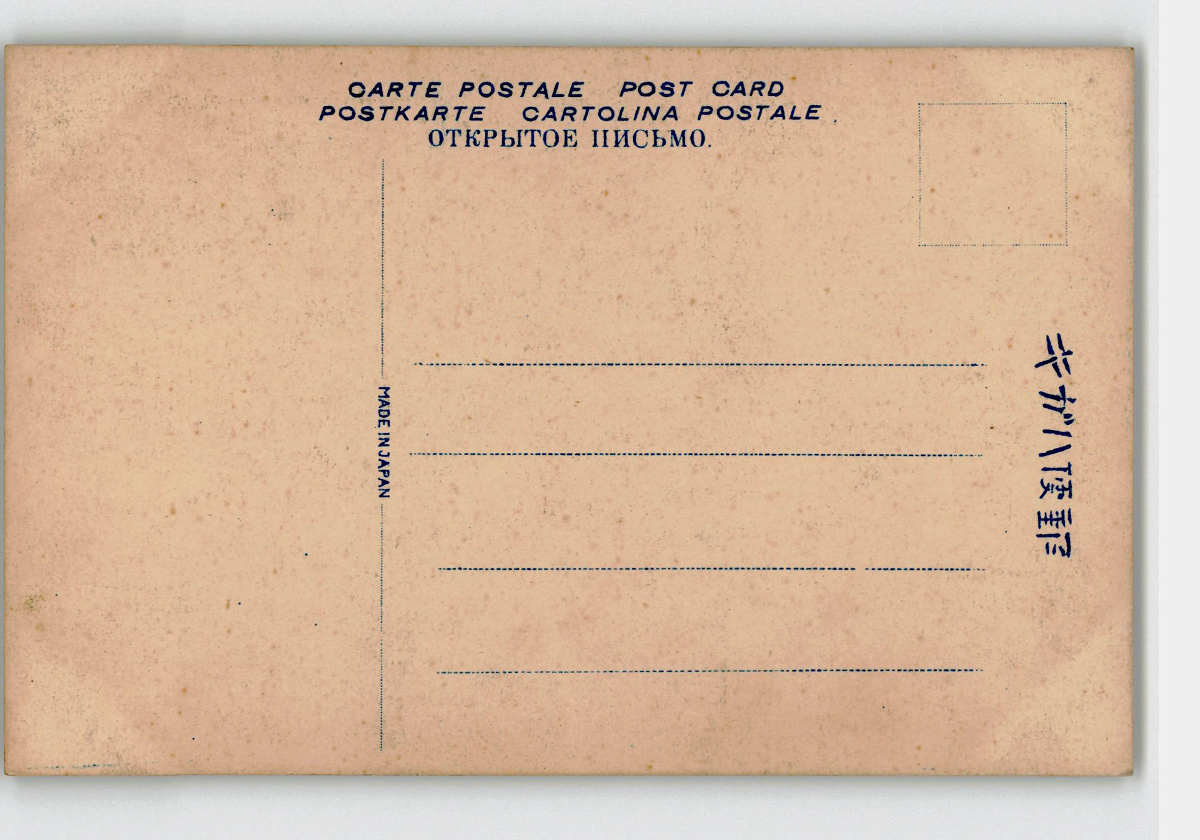 CARTE POSTALE POST CARD
POSTKARTE CARTOLINA POSTALE
ОТКРЫТОЕ ПИСЬМО.
MADE IN JAPAN
郵便ハガキ